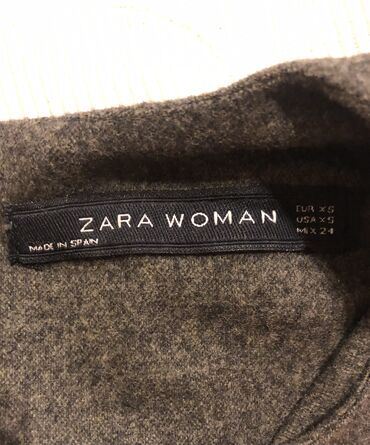 ZARA WOMAN
EUR XS
USA XS
MEX 24
MADE IN SPAIN